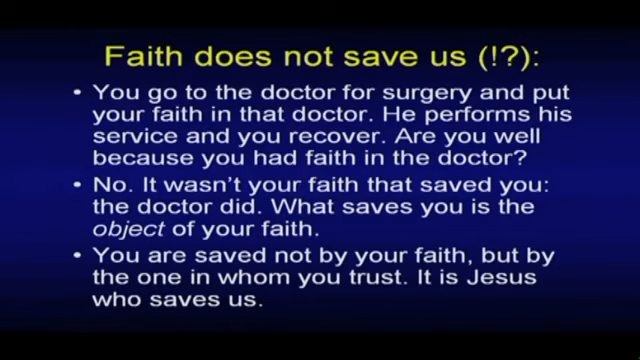 Faith does not save us (!?):
• You go to the doctor for surgery and put
your faith in that doctor. He performs his
service and you recover. Are you well
because you had faith in the doctor?
• No. It wasn't your faith that saved you:
the doctor did. What saves you is the
object of your faith.
• You are saved not by your faith, but by
the one in whom you trust. It is Jesus
who saves us.